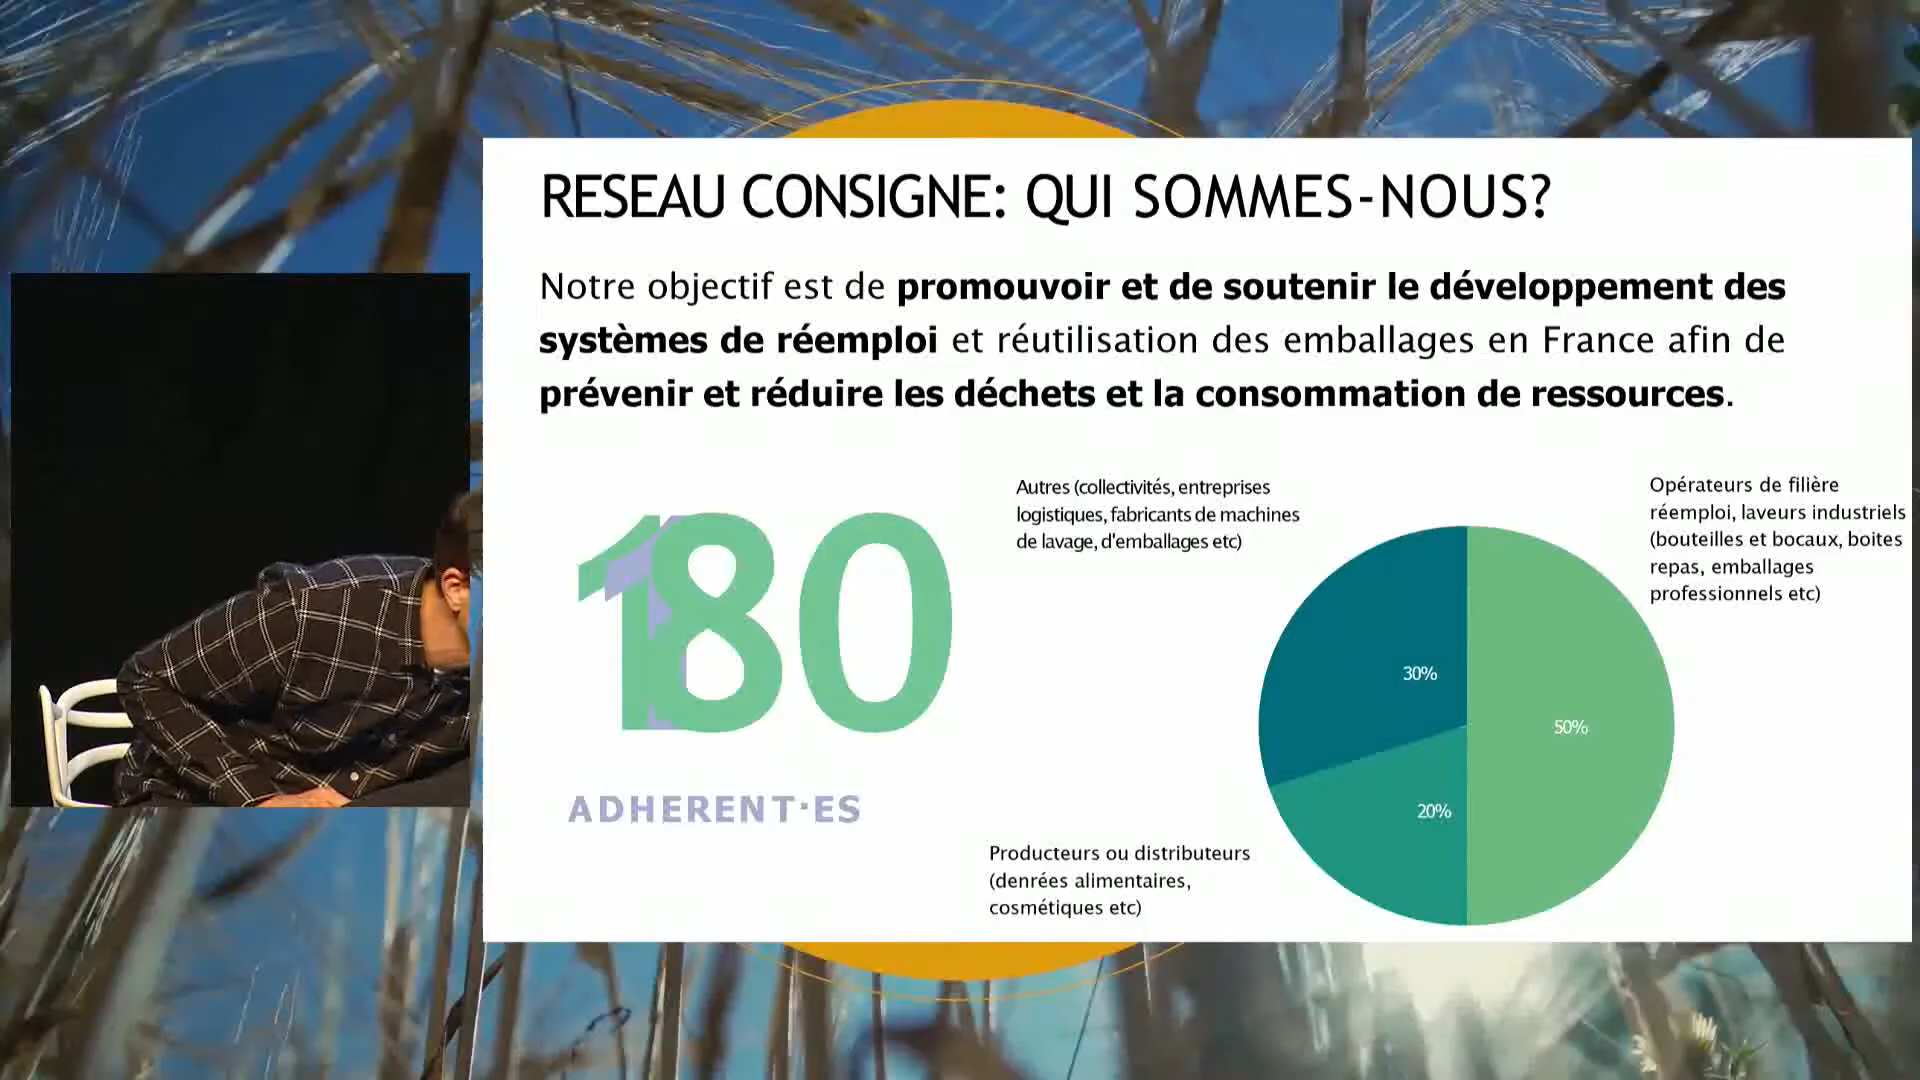 RESEAU CONSIGNE: QUI SOMMES-NOUS?
Notre objectif est de promouvoir et de soutenir le développement des
systèmes de réemploi et réutilisation des emballages en France afin de
prévenir et réduire les déchets et la consommation de ressources.
180
ADHERENT·ES
Autres (collectivités, entreprises
logistiques, fabricants de machines
de lavage, d'emballages etc)
Opérateurs de filière
réemploi, laveurs industriels
(bouteilles et bocaux, boites
repas, emballages
professionnels etc)
30%
50%
20%
Producteurs ou distributeurs
(denrées alimentaires,
cosmétiques etc)